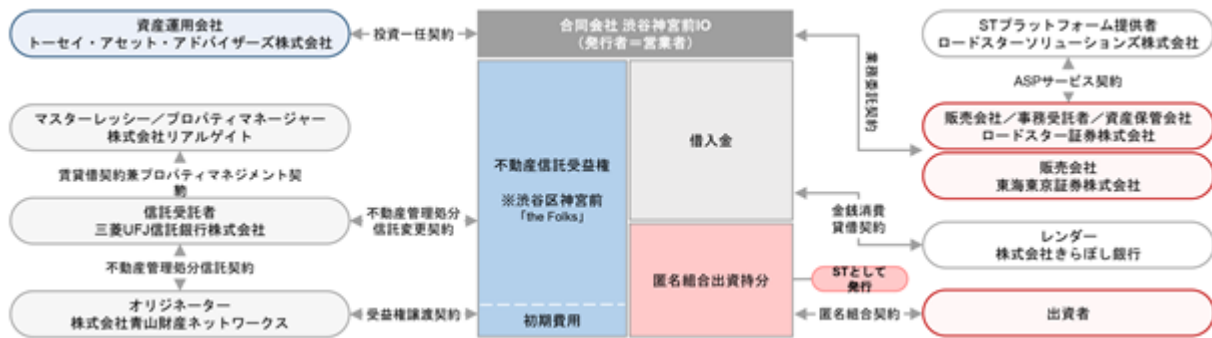 資産運用会社
トーセイ・アセット・アドバイザーズ株式会社
投資一任契約
合同会社 渋谷神宮前IO
（発行者＝営業者）
STプラットフォーム提供者
ロードスターソリューションズ株式会社
ASPサービス契約
業務委託契約
マスターレッシー／プロパティマネージャー
株式会社リアルゲイト
販売会社／事務受託者／資産保管会社
ロードスター証券株式会社
借入金
販売会社
東海東京証券株式会社
賃貸借契約兼プロパティマネジメント契
約
不動産信託受益権
※渋谷区神宮前
「the Folks」
信託受託者
三菱UFJ信託銀行株式会社
不動産管理処分
信託変更契約
金銭消費
貸借契約
レンダー
株式会社きらぼし銀行
不動産管理処分信託契約
匿名組合出資持分
STとして
発行
オリジネーター
株式会社青山財産ネットワークス
受益権譲渡契約
初期費用
匿名組合契約
出資者